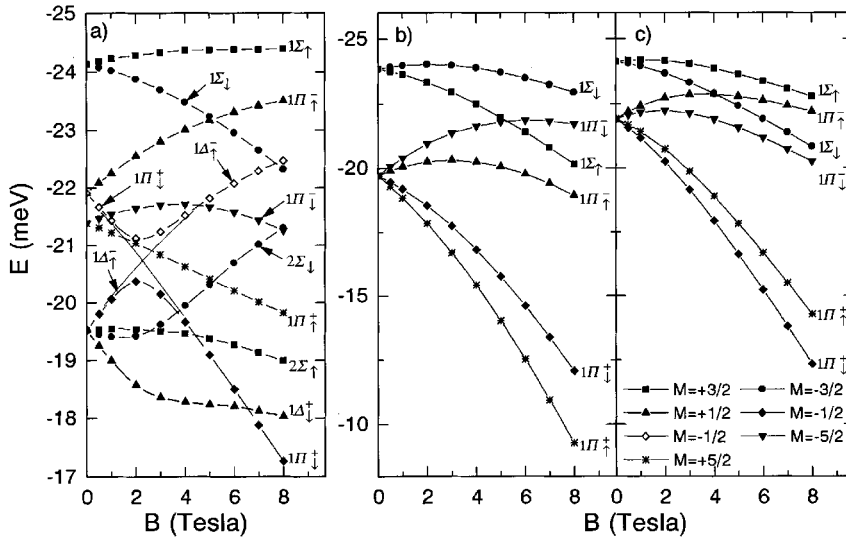 a)
b)
c)
E (meV)
-25
-24
-23
-22
-21
-20
-19
-18
-17
0 2 4 6 8
B (Tesla)
1Σ↑
1Σ↓
1Π↑⁻
1Δ↑⁻
1Π↓⁺
1Π↓⁻
2Σ↓
1Δ↑⁻
1Π↑⁺
2Σ↑
1Δ↓⁺
1Π↓⁺
-25
-20
-15
-10
0 2 4 6 8
B (Tesla)
1Σ↓
1Π↓⁻
1Σ↑
1Π↑⁻
1Π↓⁺
1Π↑⁺
0 2 4 6 8
B (Tesla)
1Σ↑
1Π↑⁻
1Σ↓
1Π↓⁻
1Π↑⁺
1Π↓⁺
M=+3/2 M=-3/2
M=+1/2 M=-1/2
M=-1/2 M=-5/2
M=+5/2